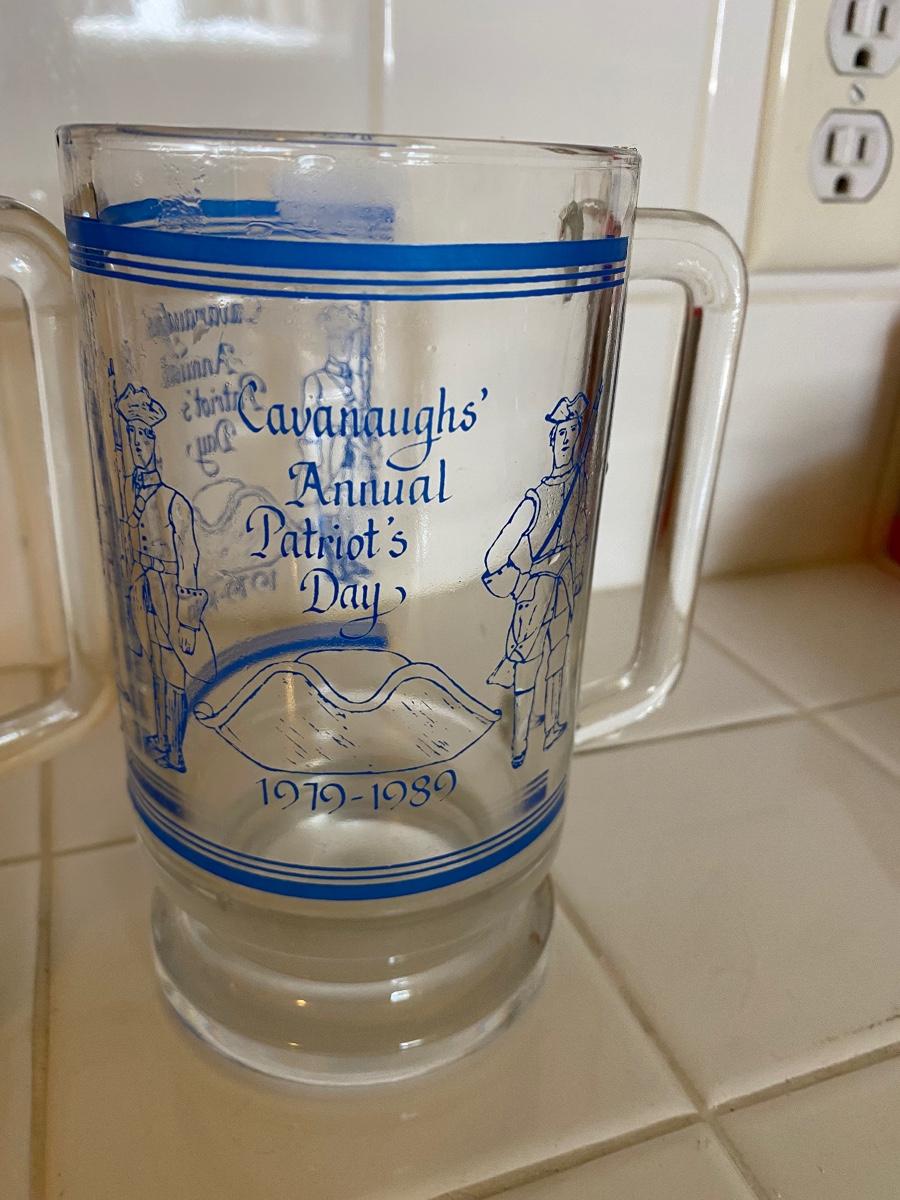 Cavanaughs'
Annual
Patriot's
Day
1979-1989